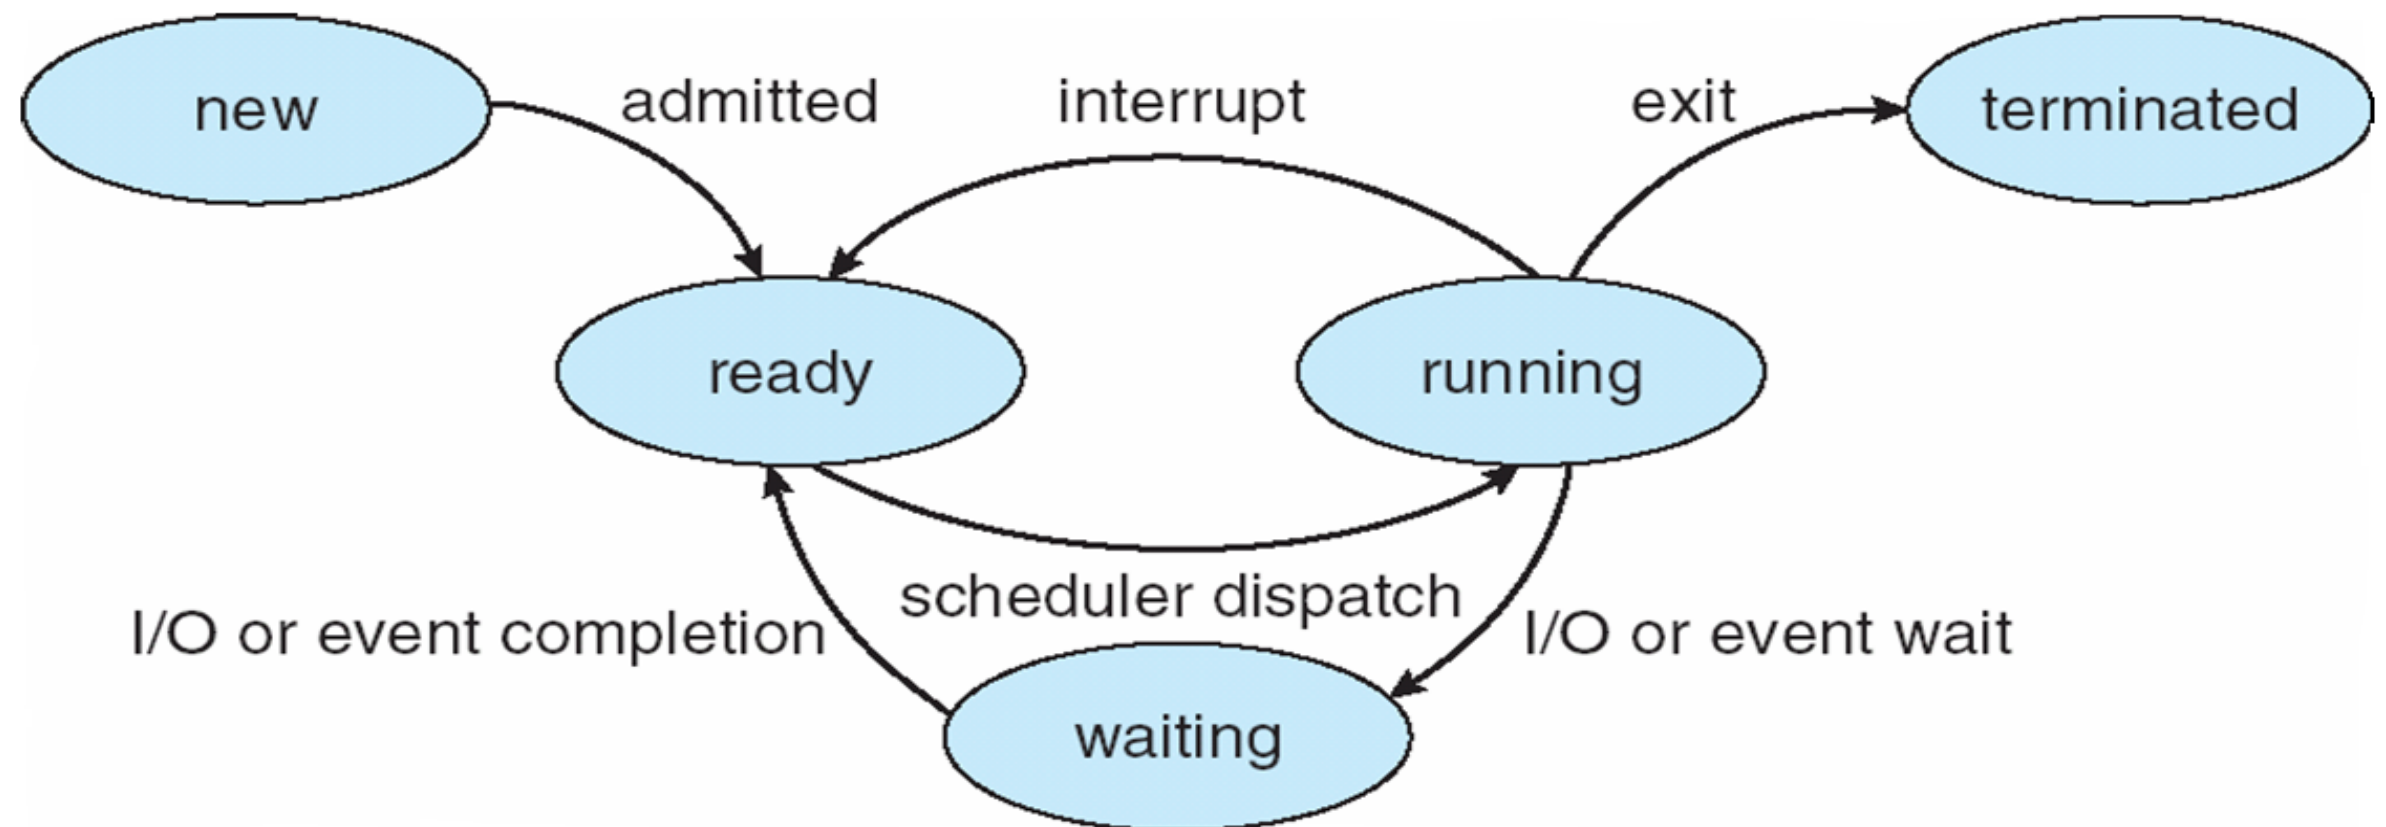 new
admitted
interrupt
exit
terminated
ready
running
scheduler dispatch
I/O or event completion
I/O or event wait
waiting